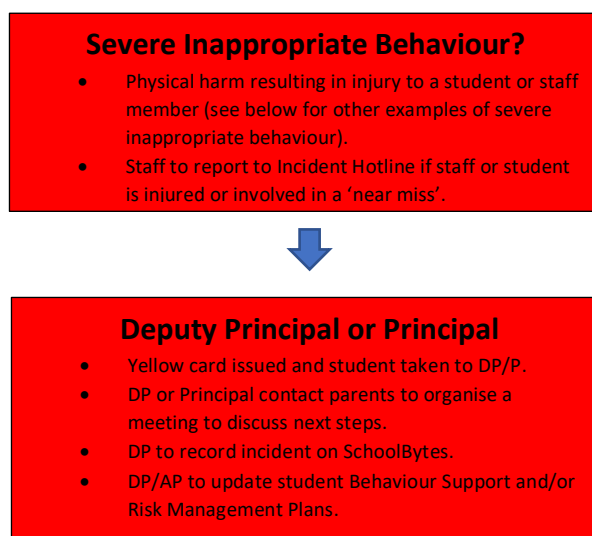 Severe Inappropriate Behaviour?
• Physical harm resulting in injury to a student or staff
member (see below for other examples of severe
inappropriate behaviour).
• Staff to report to Incident Hotline if staff or student
is injured or involved in a ‘near miss’.
Deputy Principal or Principal
• Yellow card issued and student taken to DP/P.
• DP or Principal contact parents to organise a
meeting to discuss next steps.
• DP to record incident on SchoolBytes.
• DP/AP to update student Behaviour Support and/or
Risk Management Plans.